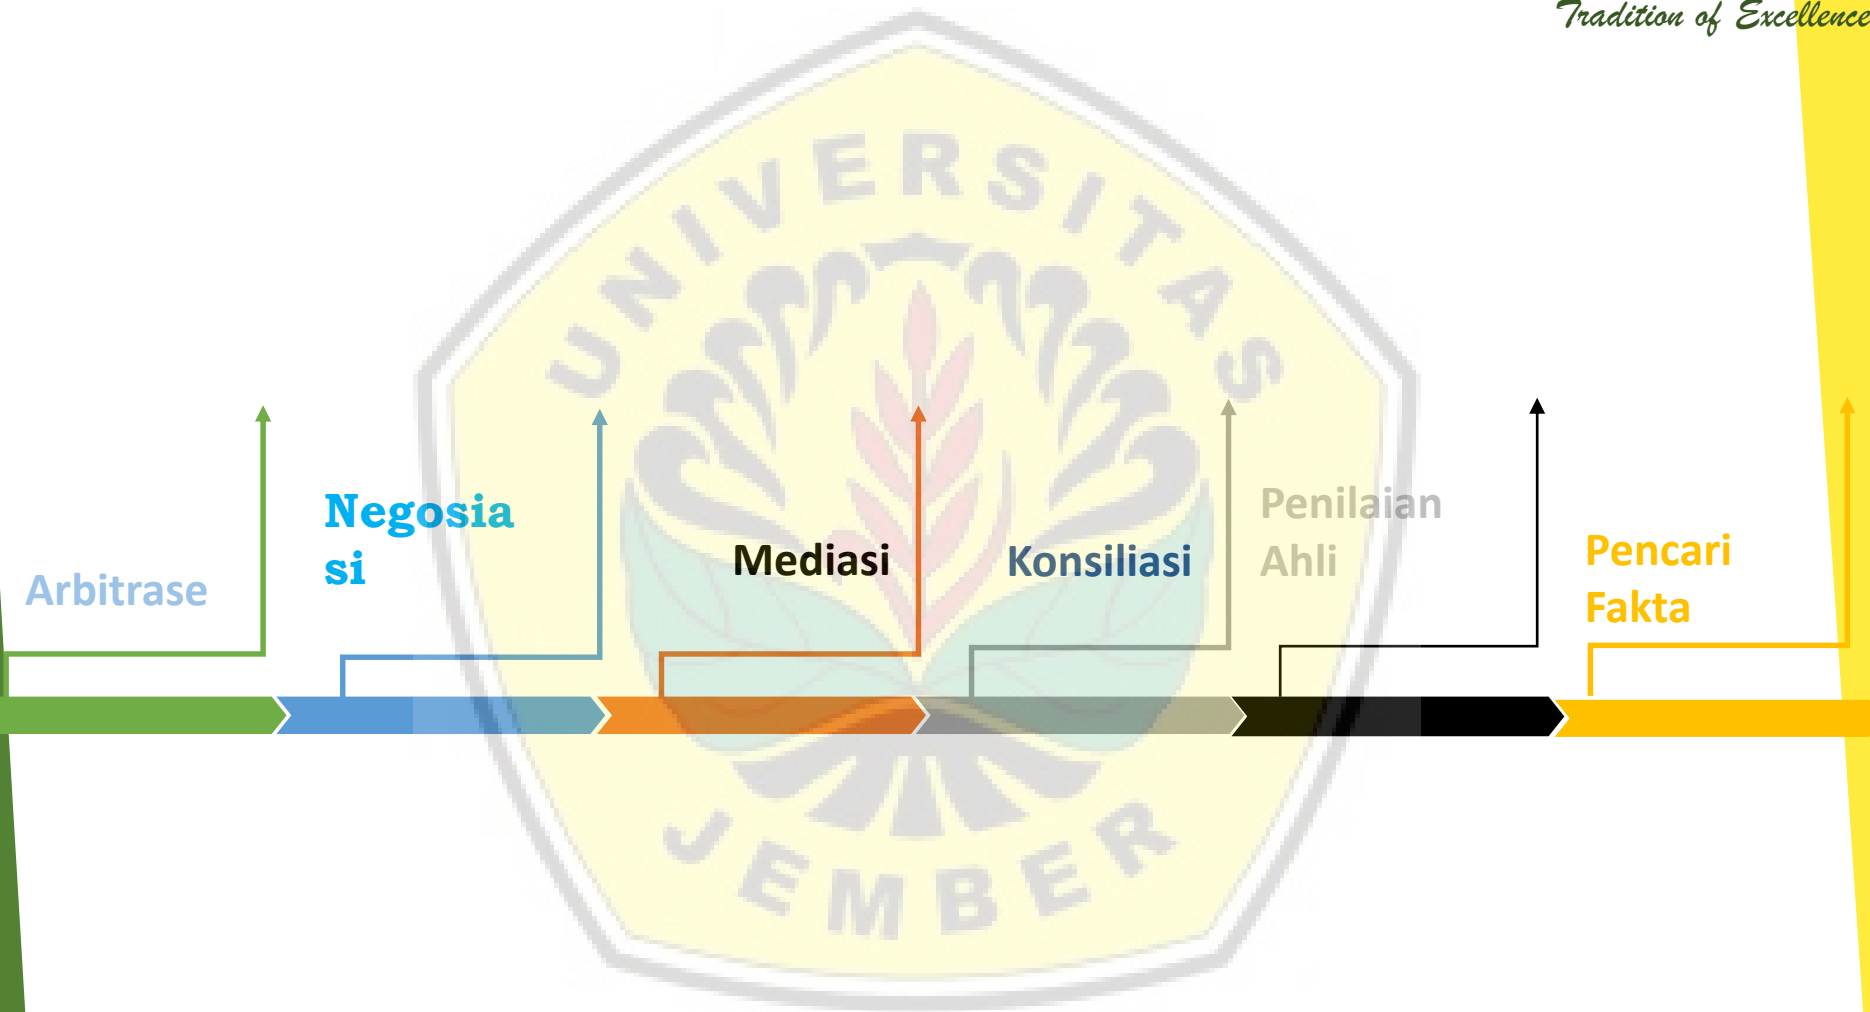 Tradition of Excellence
UNIVERSITAS
Arbitrase
Negosia
si
Mediasi
Konsiliasi
Penilaian
Ahli
Pencari
Fakta
JEMBER